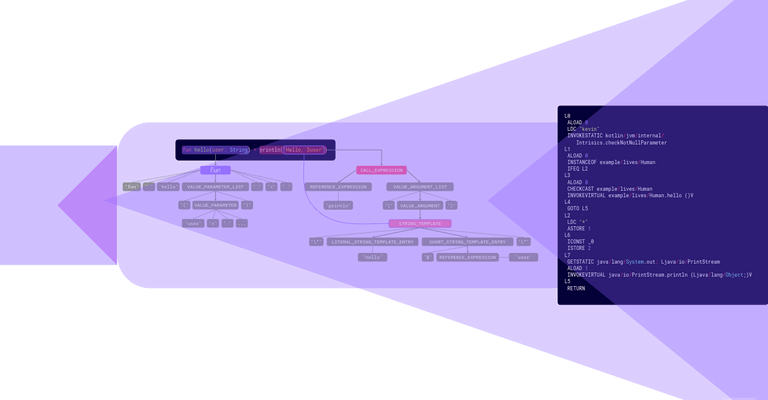 fun hello(user: String) = println("Hello, $user")
fun
CALL_EXPRESSION
"fun" "hello" VALUE_PARAMETER_LIST
REFERENCE_EXPRESSION VALUE_ARGUMENT_LIST
VALUE_PARAMETER
"println" VALUE_ARGUMENT
"user"
STRING_TEMPLATE
LITERAL_STRING_TEMPLATE_ENTRY SHORT_STRING_TEMPLATE_ENTRY
"hello" "$" REFERENCE_EXPRESSION "user"
L0
ALOAD 0
LDC "kevin"
INVOKESTATIC kotlin/jvm/internal/
Intrisics.checkNotNullParameter
L1
ALOAD 0
INSTANCEOF example/lives/Human
IFEQ L2
L3
ALOAD 0
CHECKCAST example/lives/Human
INVOKEVIRTUAL example/lives/Human.hello ()V
L4
GOTO L5
L2
LDC "*"
ASTORE 1
L6
ICONST _0
ISTORE 2
L7
GETSTATIC java/lang/System.out: Ljava/io/PrintStream
ALOAD 1
INVOKEVIRTUAL java/io/PrintStream.println (Ljava/lang/Object;)V
L5
RETURN